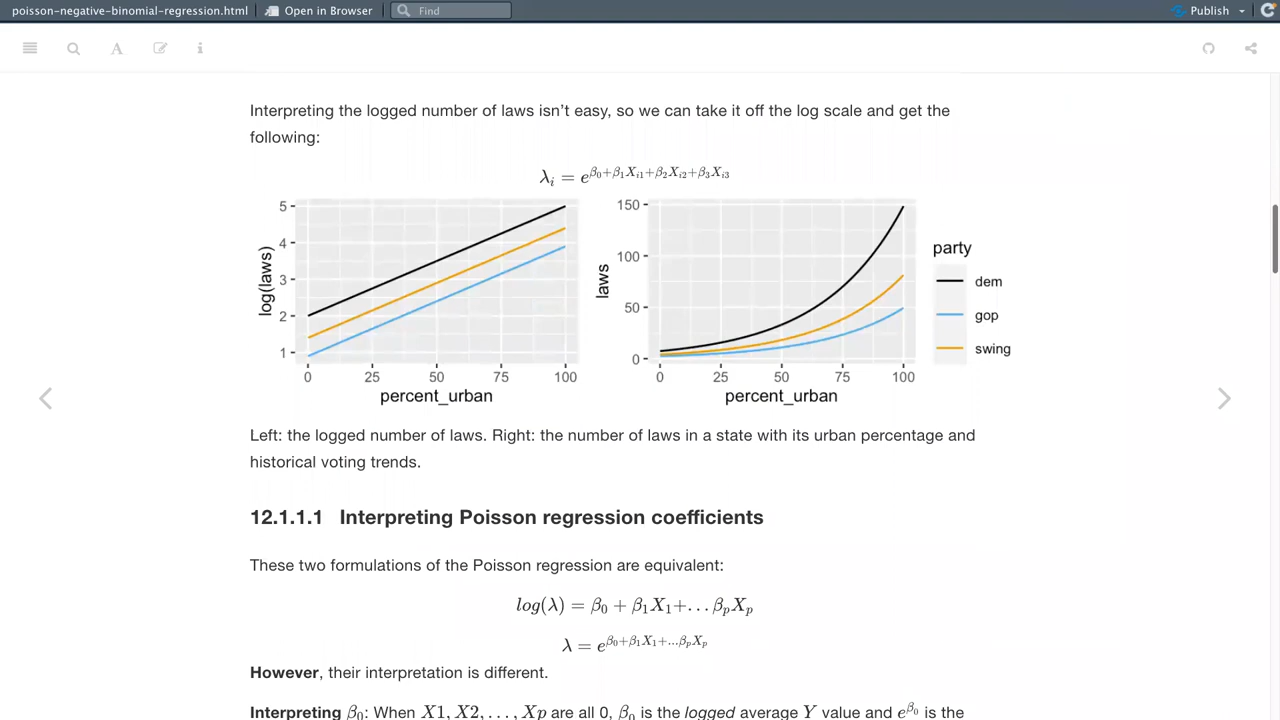 poisson-negative-binomial-regression.html Open in Browser Find Publish
Interpreting the logged number of laws isn't easy, so we can take it off the log scale and get the
following:
λᵢ = e^{β₀+β₁Xᵢ₁+β₂Xᵢ₂+β₃Xᵢ₃}
5
4
3
2
1
log(laws)
0 25 50 75 100
percent_urban
150
100
50
0
laws
0 25 50 75 100
percent_urban
party
dem
gop
swing
Left: the logged number of laws. Right: the number of laws in a state with its urban percentage and
historical voting trends.
12.1.1.1 Interpreting Poisson regression coefficients
These two formulations of the Poisson regression are equivalent:
log(λ) = β₀ + β₁X₁+… βₚXₚ
λ = e^{β₀+β₁X₁+…βₚXₚ}
However, their interpretation is different.
Interpreting β₀: When X1, X2, …, Xp are all 0, β₀ is the logged average Y value and e^{β₀} is the